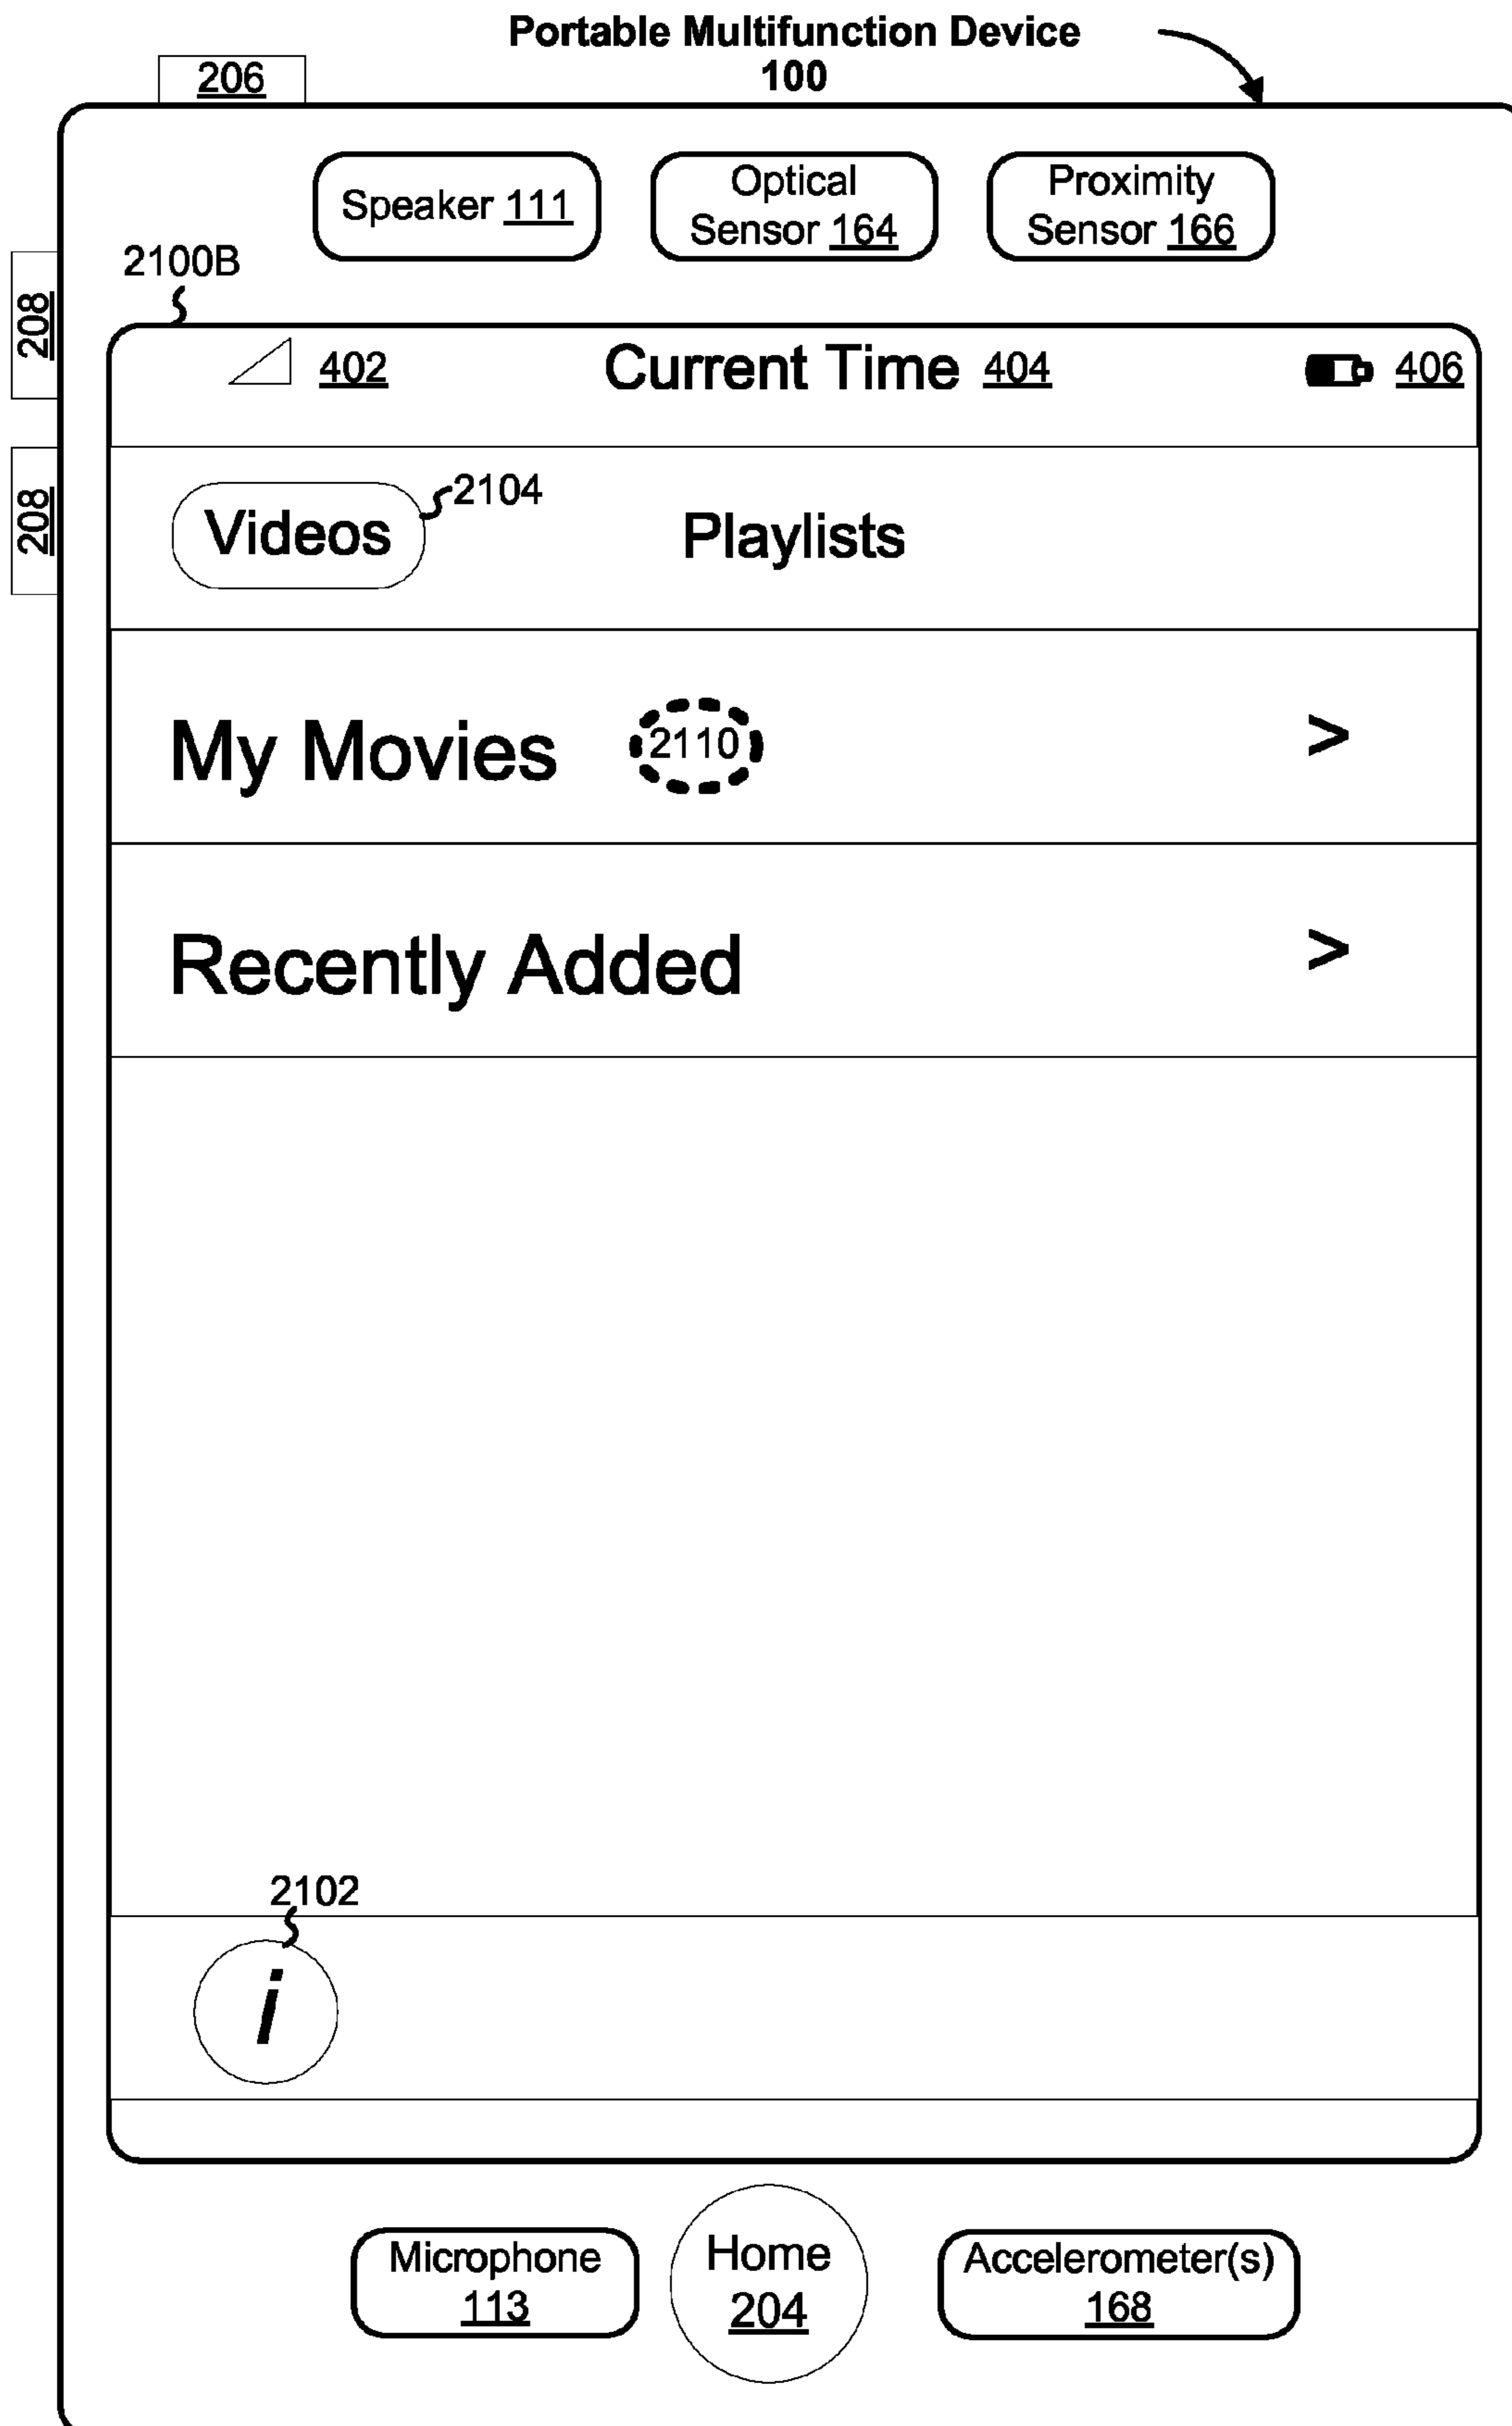 Portable Multifunction Device
100
206
Speaker 111
Optical
Sensor 164
Proximity
Sensor 166
2100B
208
402
Current Time 404
406
208
Videos
2104
Playlists
My Movies
2110
>
Recently Added
>
2102
i
Microphone
113
Home
204
Accelerometer(s)
168